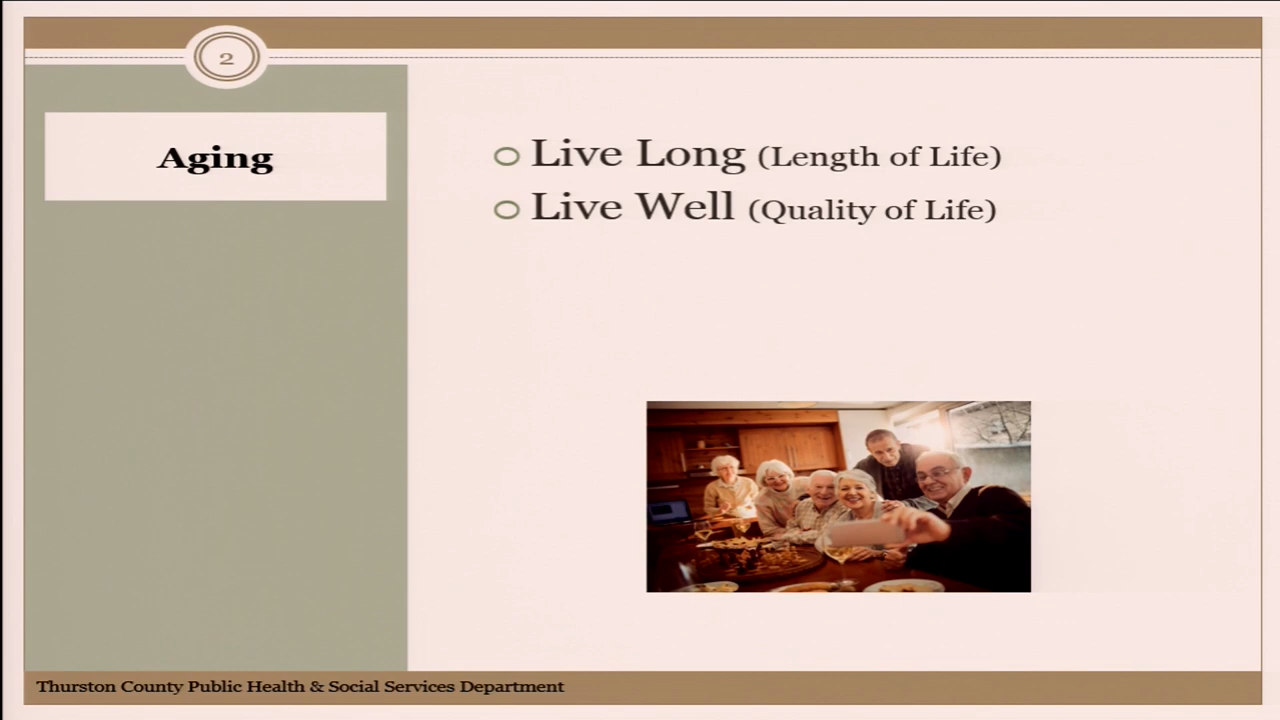 2
Aging
Live Long (Length of Life)
Live Well (Quality of Life)
Thurston County Public Health & Social Services Department